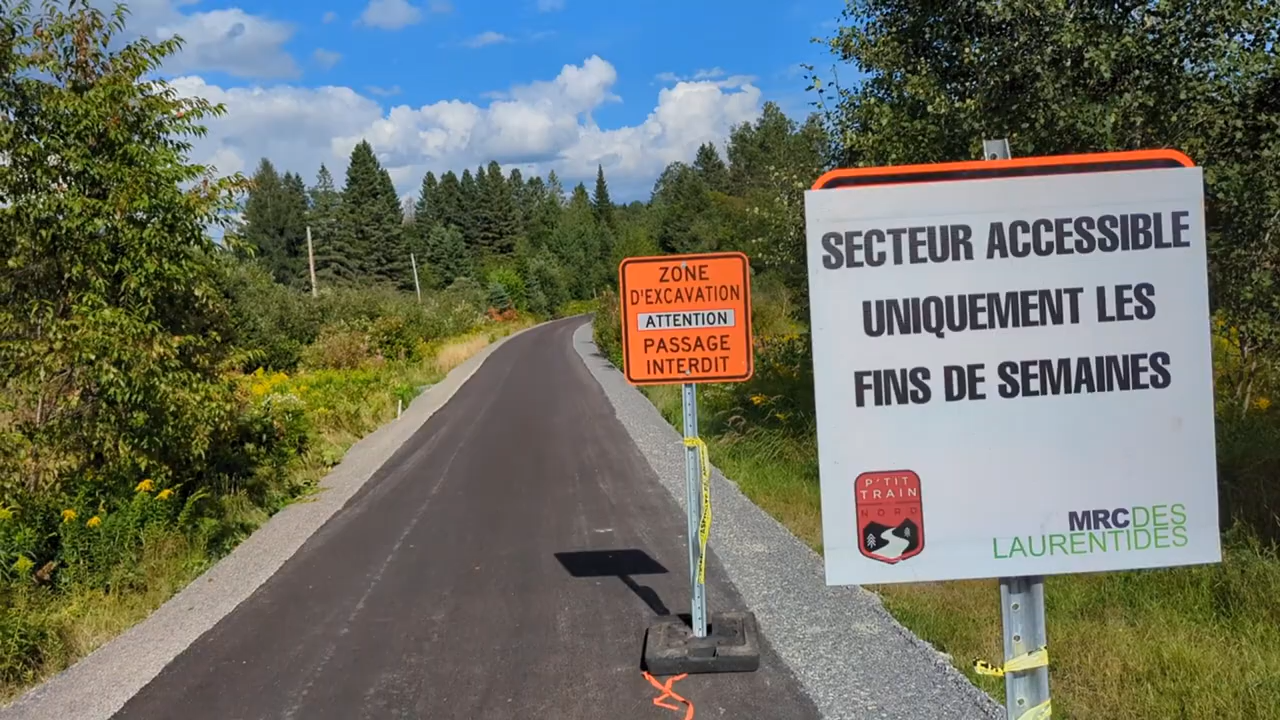 ZONE
D'EXCAVATION
ATTENTION
PASSAGE
INTERDIT
SECTEUR ACCESSIBLE
UNIQUEMENT LES
FINS DE SEMAINES
P'TIT
TRAIN
NORD
MRC DES
LAURENTIDES